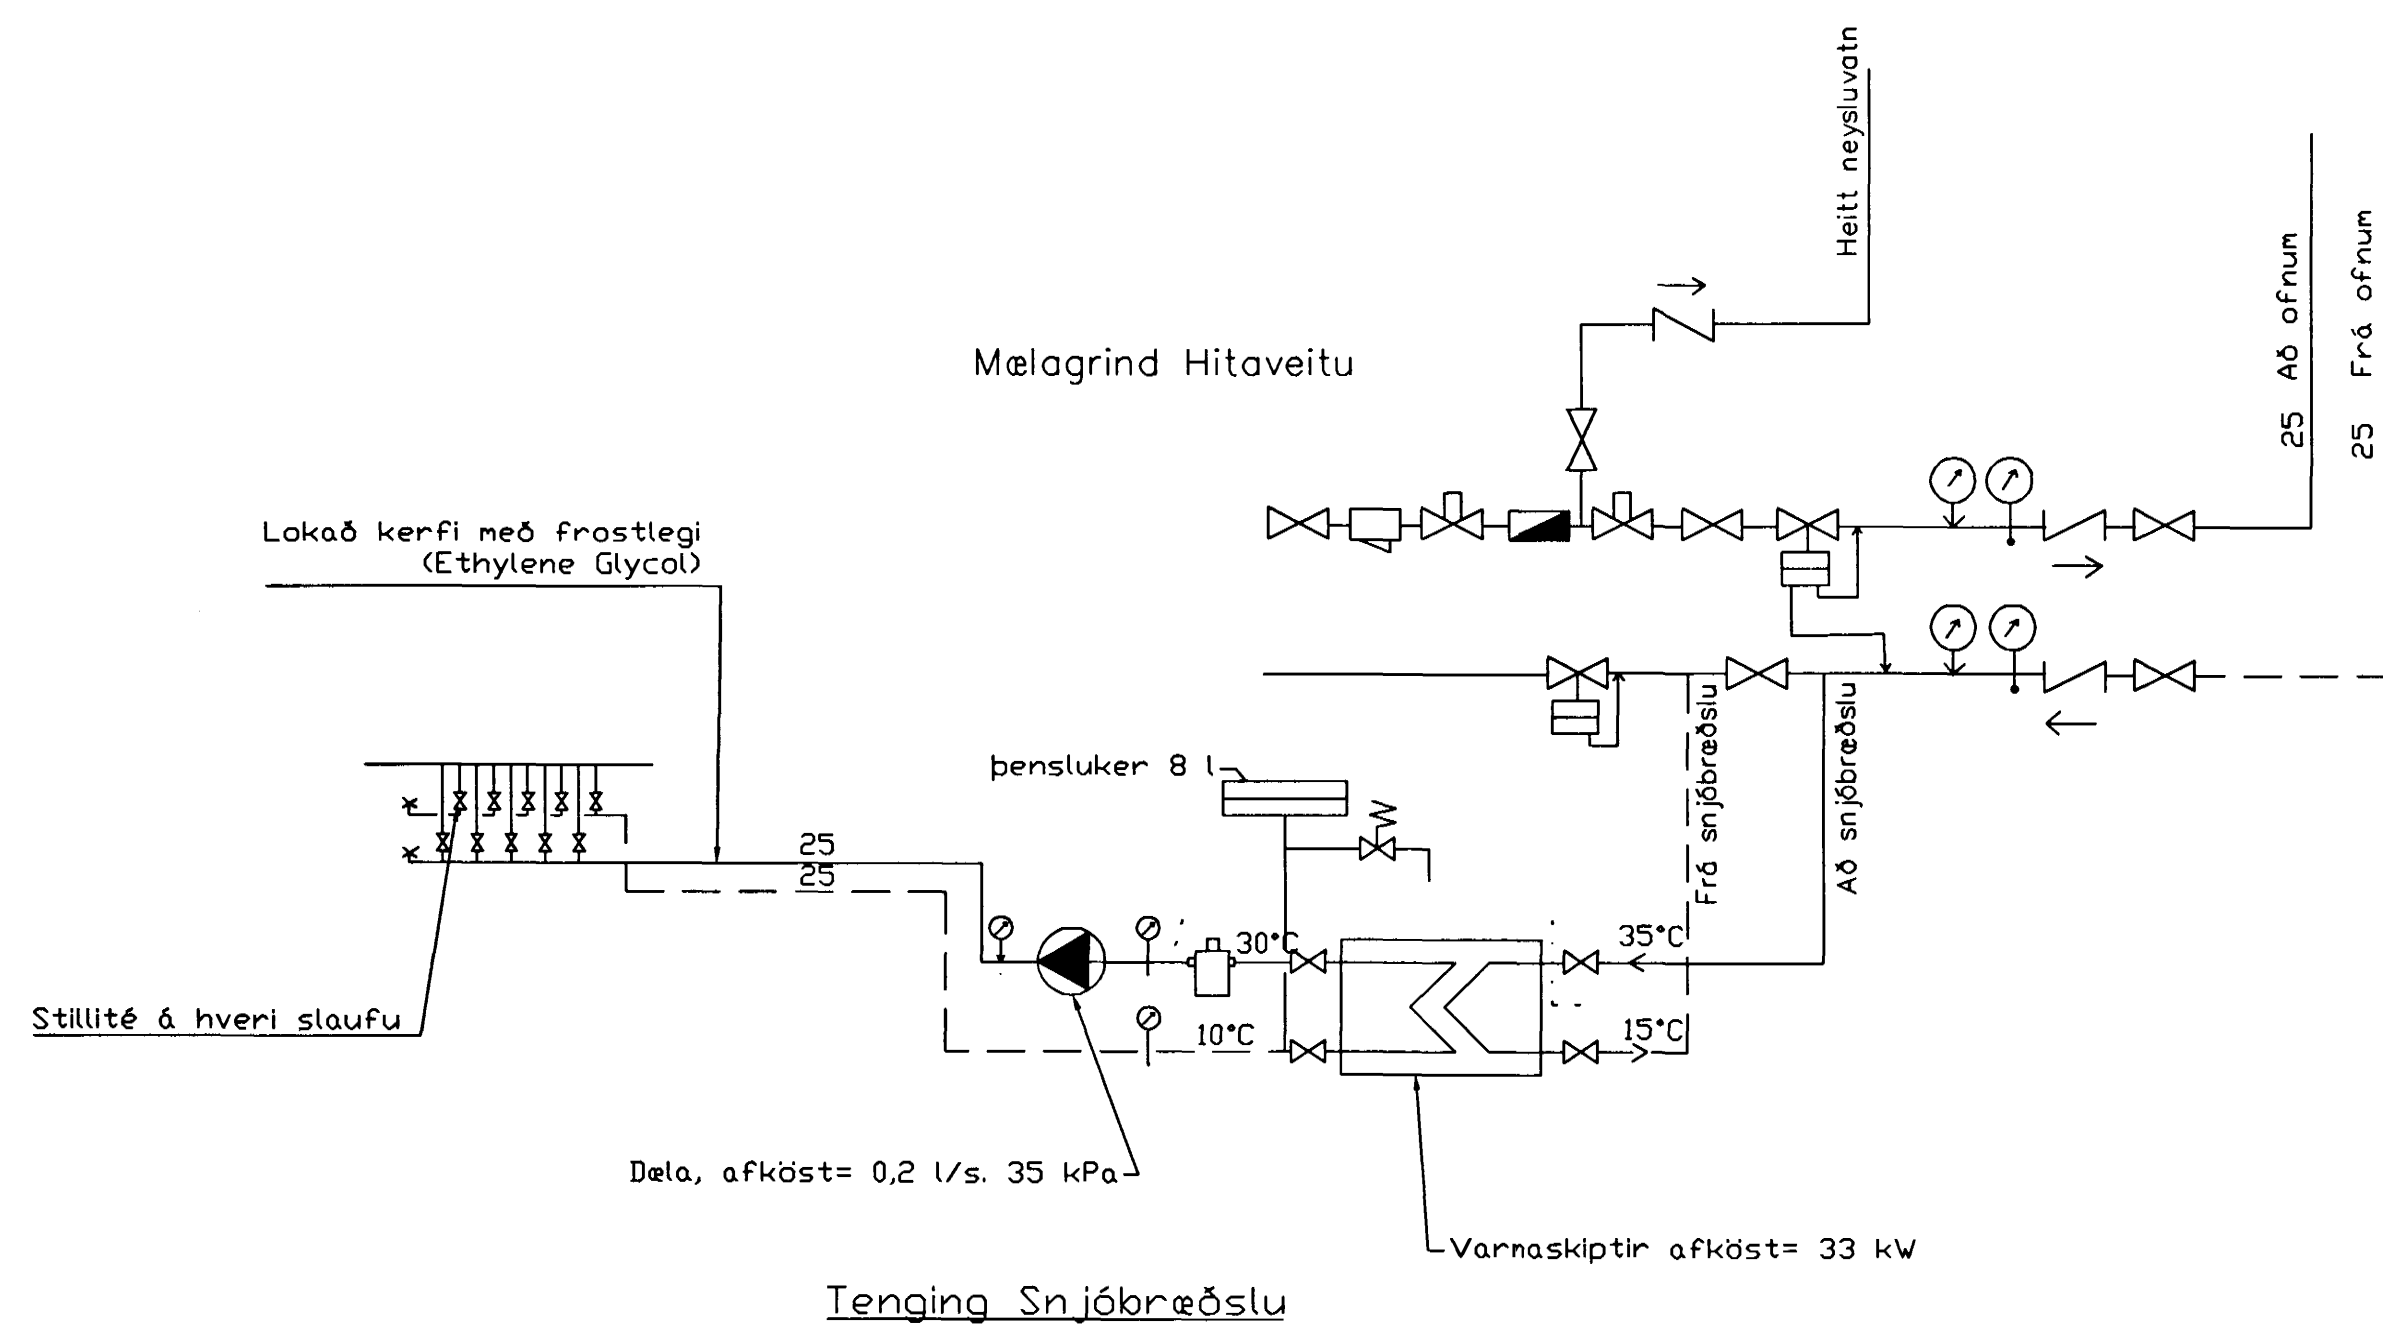 Heitt neysluvatn
25 Að ofnum
25 Frá ofnum
Mælagrind Hitaveitu
Lokað kerfi með frostlegi
(Ethylene Glycol)
Frá snjóbræðslu
Að snjóbræðslu
þensluker 8 l
25
25
30°C
35°C
Stillité á hveri slaufu
10°C
15°C
Dæla, afköst= 0,2 l/s. 35 kPa
Varmaskiptir afköst= 33 kW
Tenging Snjóbræðslu